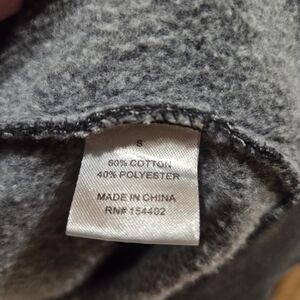 S
60% COTTON
40% POLYESTER
MADE IN CHINA
RN# 154402